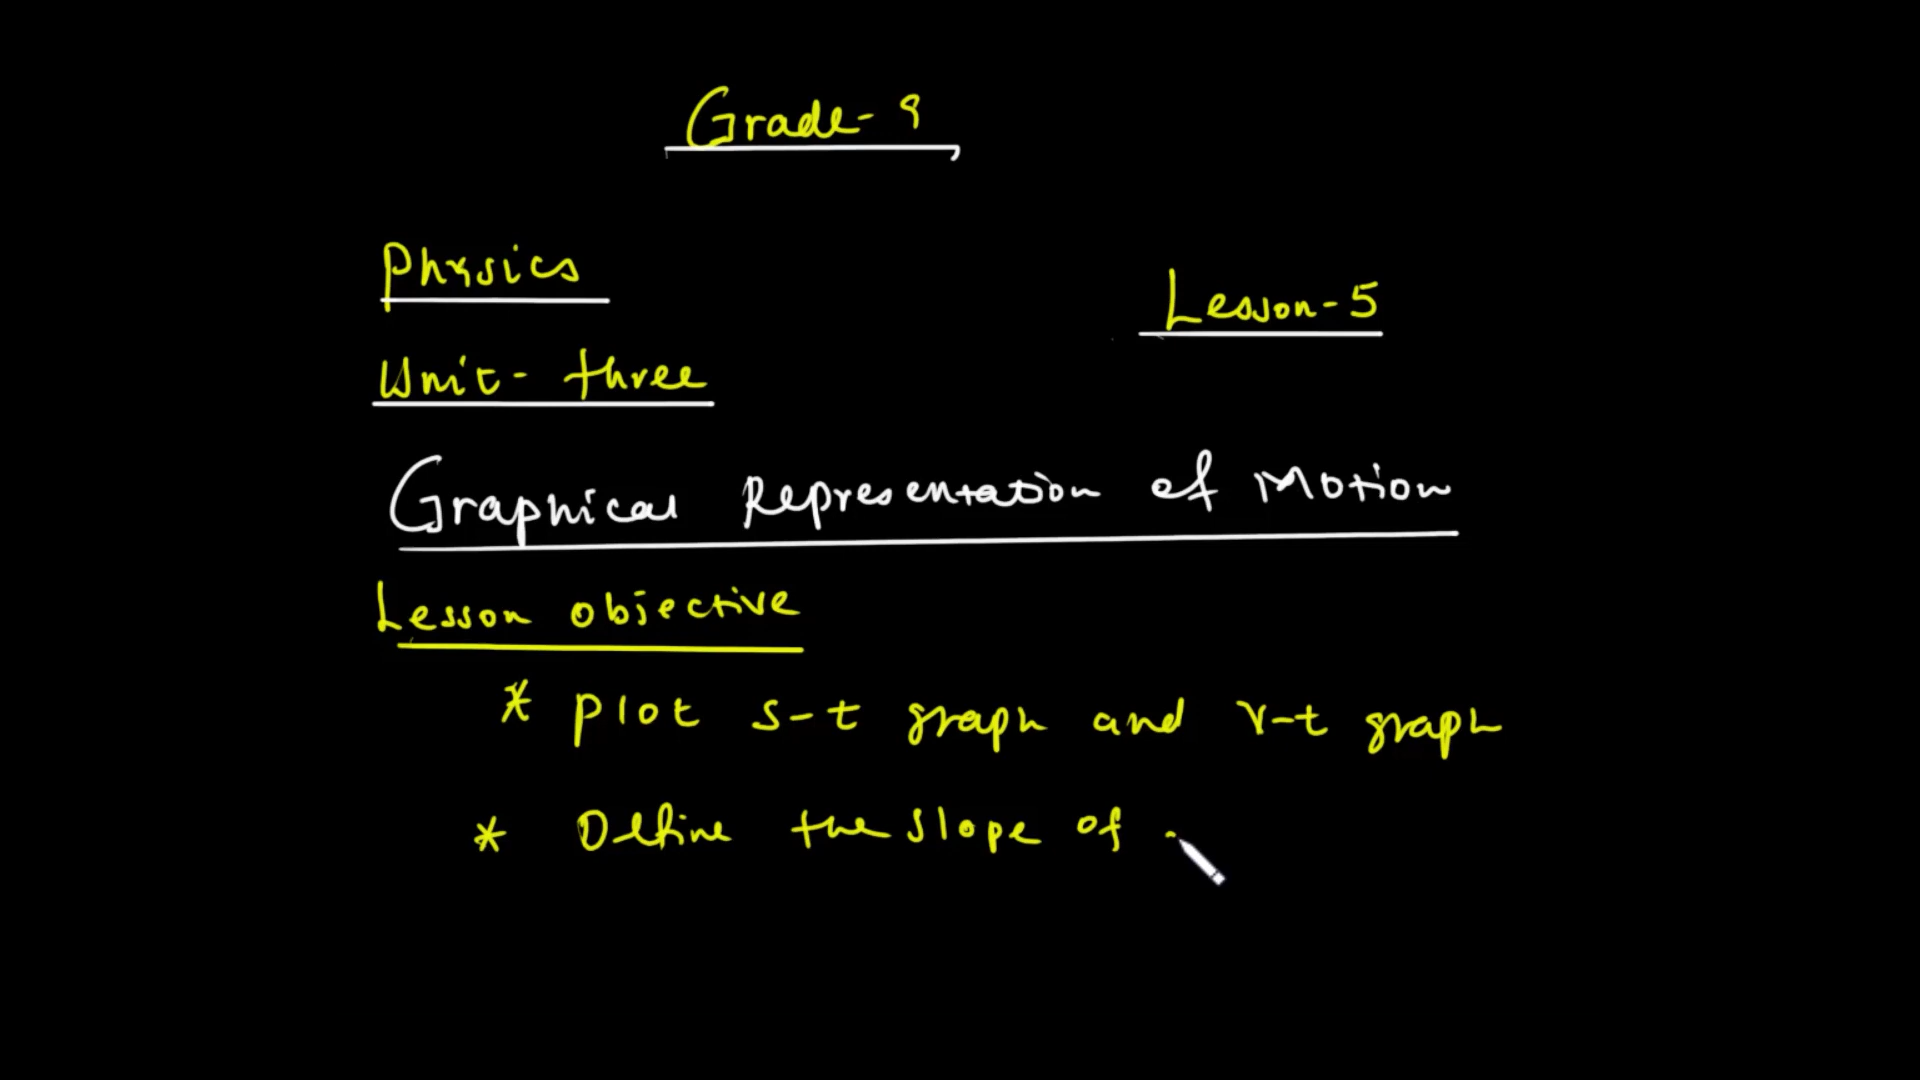 Grade-9
Physics
Lesson-5
Unit- three
Graphical Representation of Motion
Lesson objective
* Plot s-t graph and v-t graph
* Define the slope of